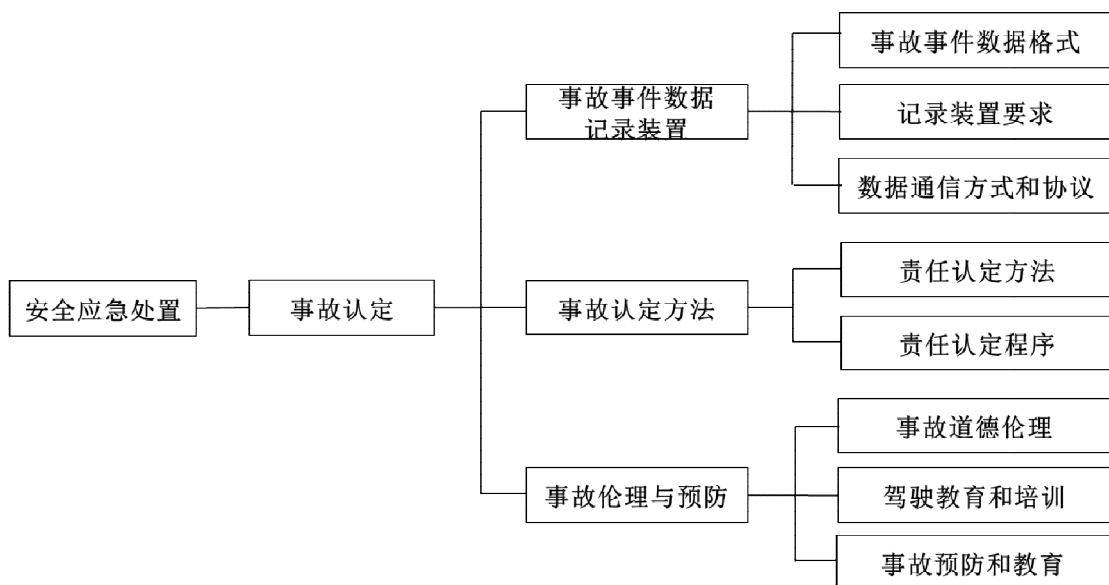 安全应急处置
事故认定
事故事件数据
记录装置
事故事件数据格式
记录装置要求
数据通信方式和协议
事故认定方法
责任认定方法
责任认定程序
事故伦理与预防
事故道德伦理
驾驶教育和培训
事故预防和教育